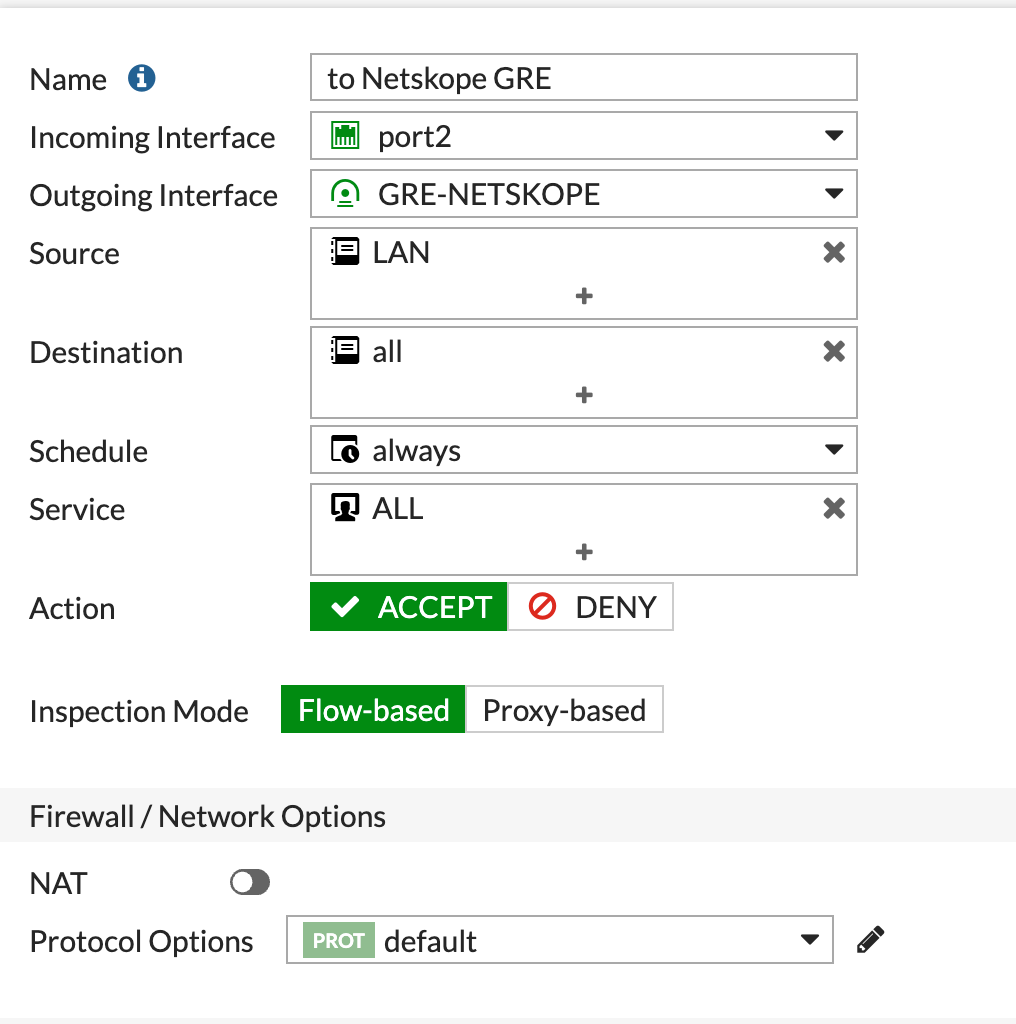 Name to Netskope GRE
Incoming Interface port2
Outgoing Interface GRE-NETSKOPE
Source LAN
+
Destination all
+
Schedule always
Service ALL
+
Action ACCEPT DENY
Inspection Mode Flow-based Proxy-based
Firewall / Network Options
NAT
Protocol Options PROT default